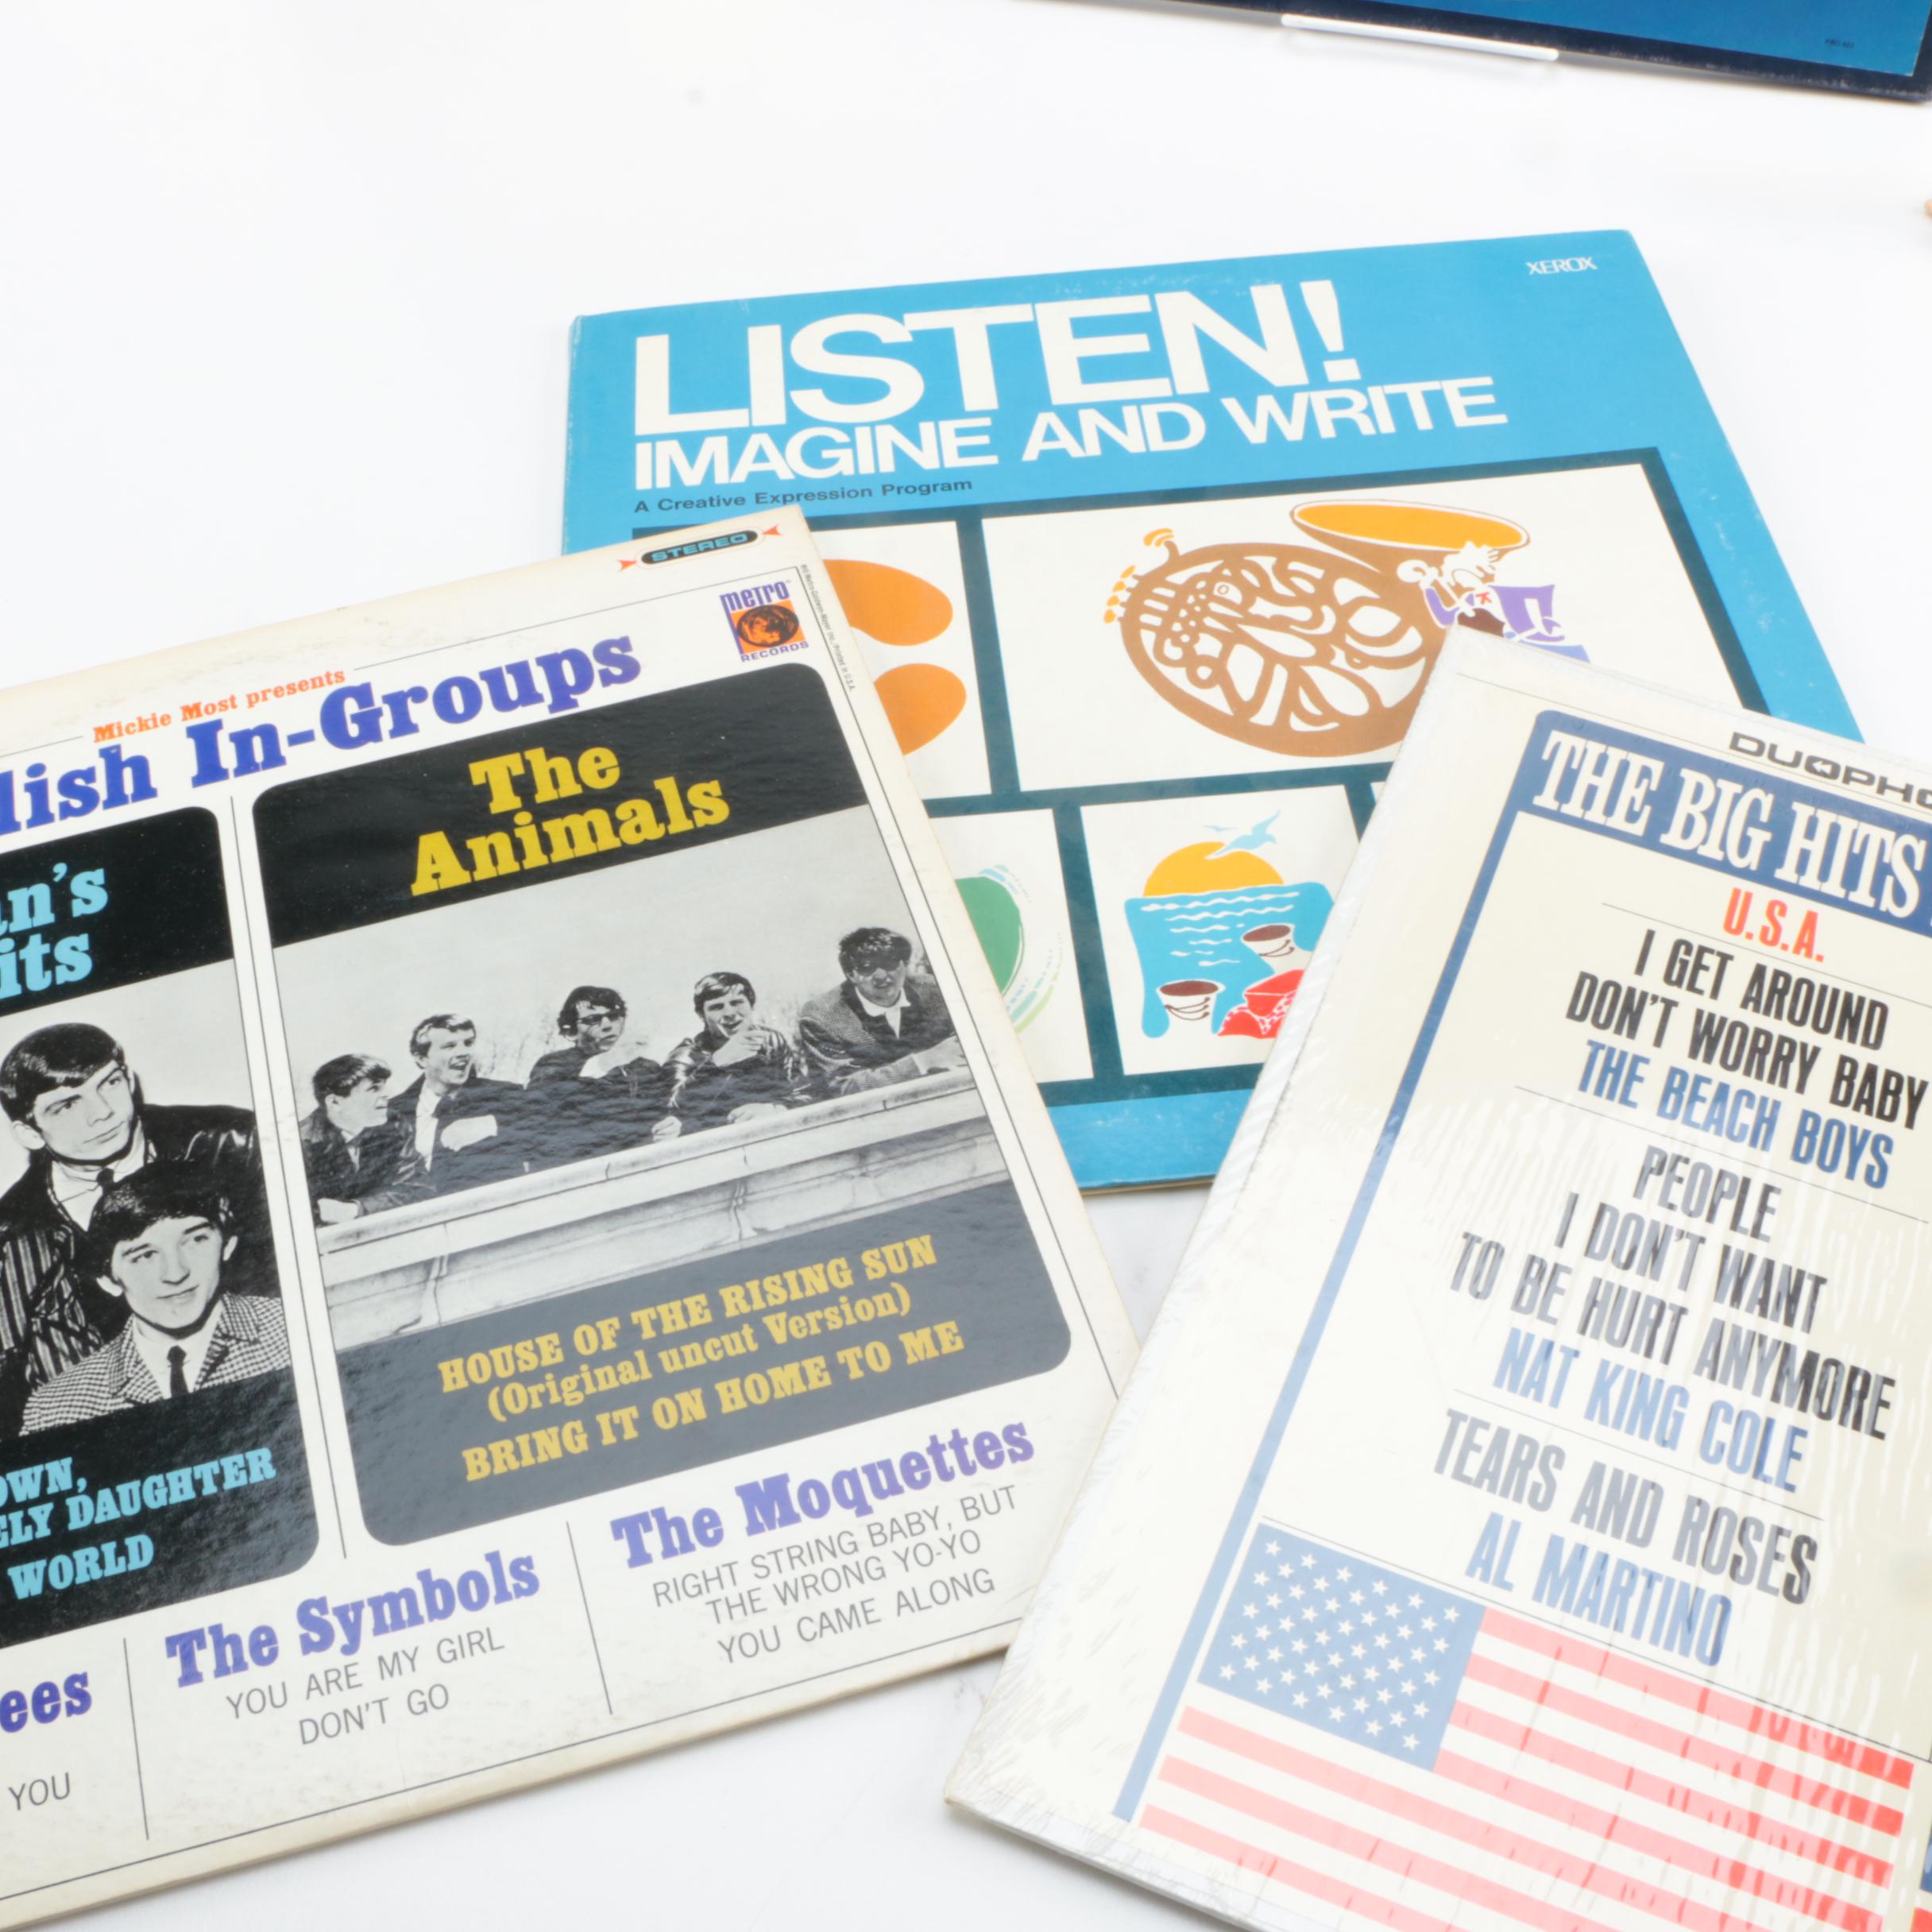 XEROX
LISTEN!
IMAGINE AND WRITE
A Creative Expression Program
STEREO
METRO
RECORDS
Mickie Most presents
lish In-Groups
an's
its
The
Animals
HOUSE OF THE RISING SUN
(Original uncut Version)
BRING IT ON HOME TO ME
OWN,
ELY DAUGHTER
WORLD
ees
YOU
The Symbols
YOU ARE MY GIRL
DON'T GO
The Moquettes
RIGHT STRING BABY, BUT
THE WRONG YO-YO
YOU CAME ALONG
DUOPHO
THE BIG HITS
U.S.A.
I GET AROUND
DON'T WORRY BABY
THE BEACH BOYS
PEOPLE
I DON'T WANT
TO BE HURT ANYMORE
NAT KING COLE
TEARS AND ROSES
AL MARTINO